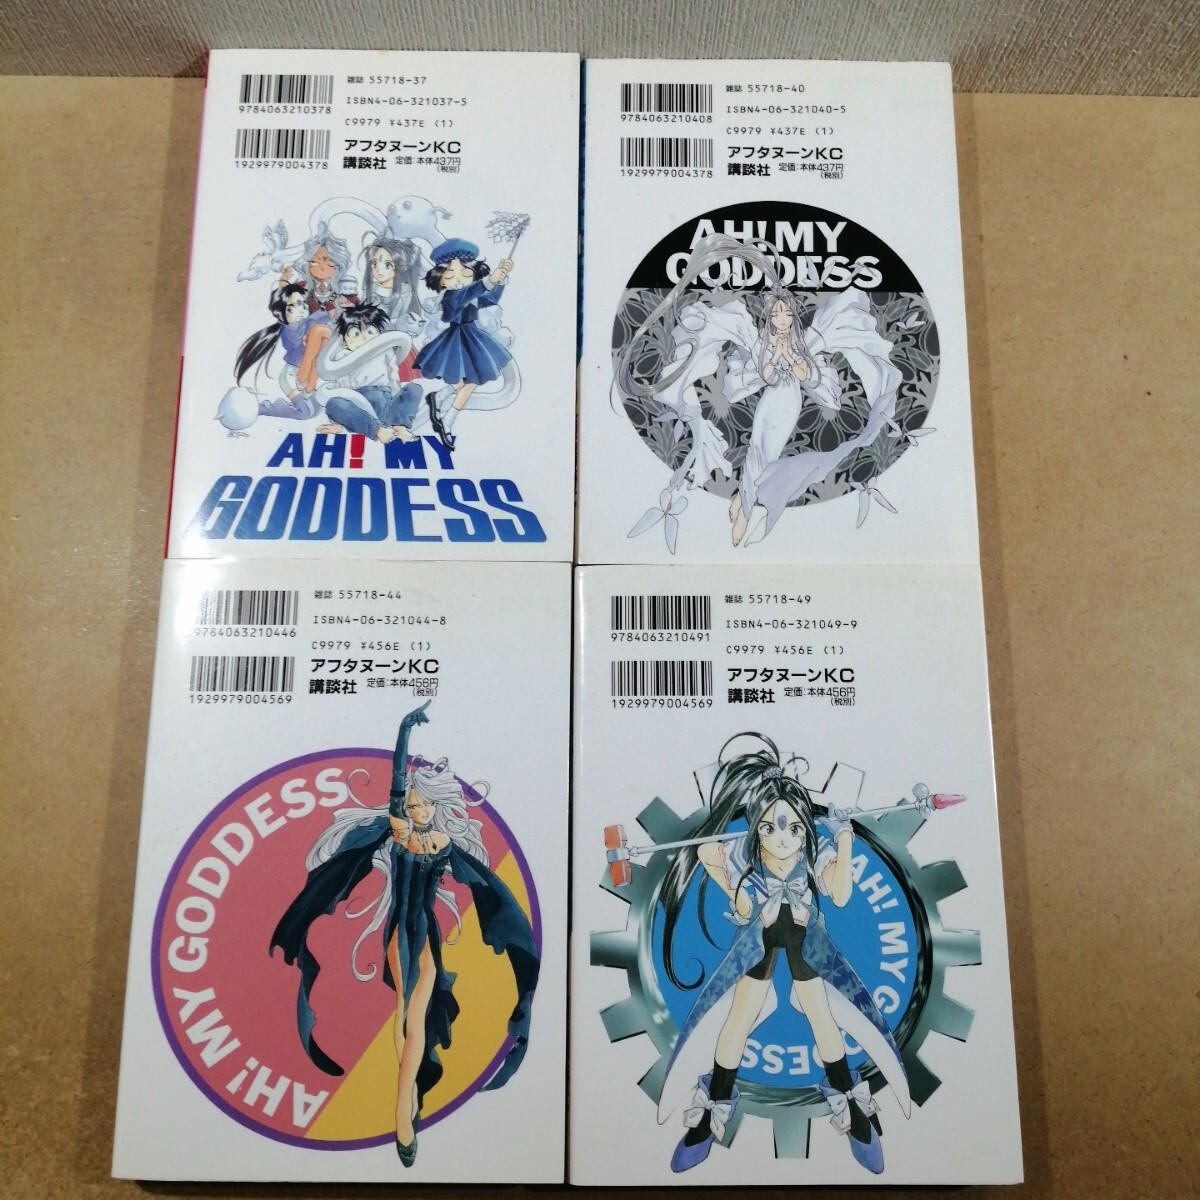 雑誌 55718-37
ISBN4-06-321037-5
9784063210378
C9979 ¥437E (1)
1929979004378
アフタヌーンKC
講談社 定価:本体437円
(税別)
AH! MY
GODDESS
雑誌 55718-40
ISBN4-06-321040-5
9784063210408
C9979 ¥437E (1)
1929979004378
アフタヌーンKC
講談社 定価:本体437円
(税別)
AH! MY
GODDESS
雑誌 55718-44
ISBN4-06-321044-8
9784063210446
C9979 ¥456E (1)
1929979004569
アフタヌーンKC
講談社 定価:本体456円
(税別)
AH! MY GODDESS
雑誌 55718-49
ISBN4-06-321049-9
9784063210491
C9979 ¥456E (1)
1929979004569
アフタヌーンKC
講談社 定価:本体456円
(税別)
AH! MY G
DDESS